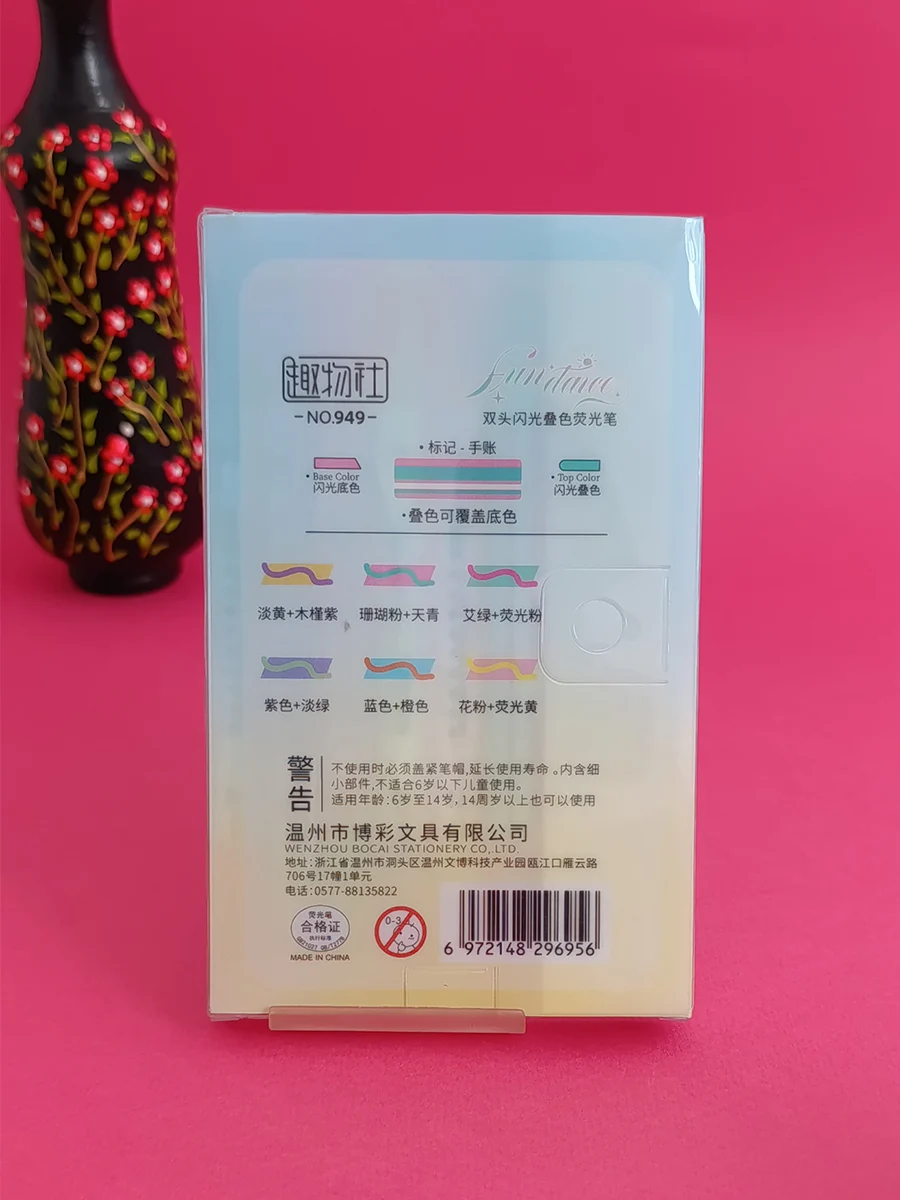 趣物社
Fundance
-NO.949-
双头闪光叠色荧光笔
•标记-手账
•Base Color
闪光底色
•Top Color
闪光叠色
•叠色可覆盖底色
淡黄+木槿紫
珊瑚粉+天青
艾绿+荧光粉
紫色+淡绿
蓝色+橙色
花粉+荧光黄
警告
不使用时必须盖紧笔帽,延长使用寿命。内含细
小部件,不适合6岁以下儿童使用。
适用年龄:6岁至14岁,14周岁以上也可以使用
温州市博彩文具有限公司
WENZHOU BOCAI STATIONERY CO,.LTD.
地址:浙江省温州市洞头区温州文博科技产业园瓯江口雁云路
706号17幢1单元
电话:0577-88135822
荧光笔
合格证
执行标准
MADE IN CHINA
0-3
6 972148 296956